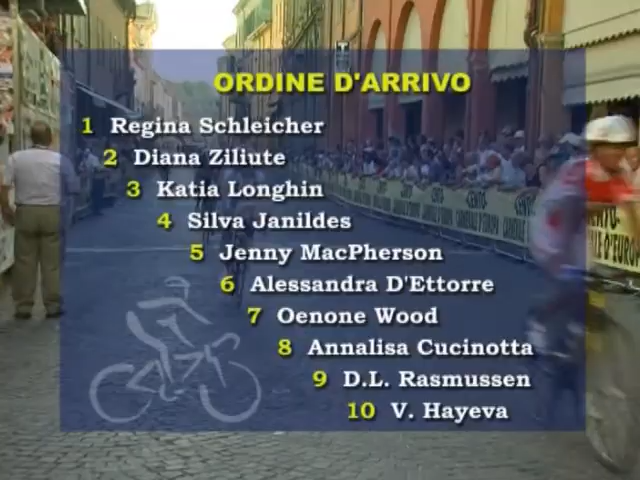 ORDINE D'ARRIVO
1 Regina Schleicher
2 Diana Ziliute
3 Katia Longhin
4 Silva Janildes
5 Jenny MacPherson
6 Alessandra D'Ettorre
7 Oenone Wood
8 Annalisa Cucinotta
9 D.L. Rasmussen
10 V. Hayeva